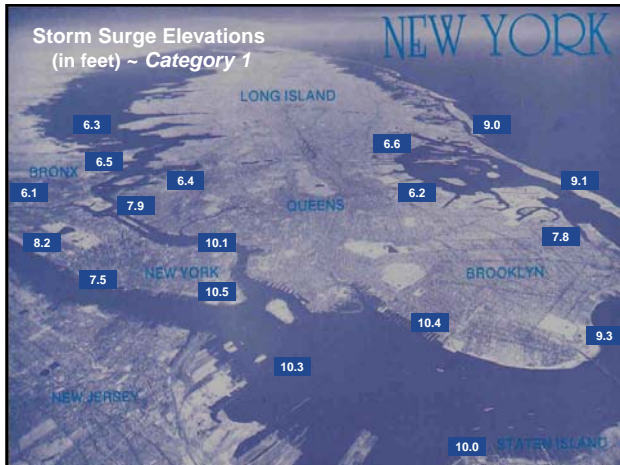 Storm Surge Elevations
(in feet) ~ Category 1
NEW YORK
LONG ISLAND
6.3
9.0
6.6
6.5
BRONX
6.4
9.1
6.1
6.2
7.9
QUEENS
7.8
8.2
10.1
NEW YORK
BROOKLYN
7.5
10.5
10.4
9.3
10.3
NEW JERSEY
10.0
STATEN ISLAND